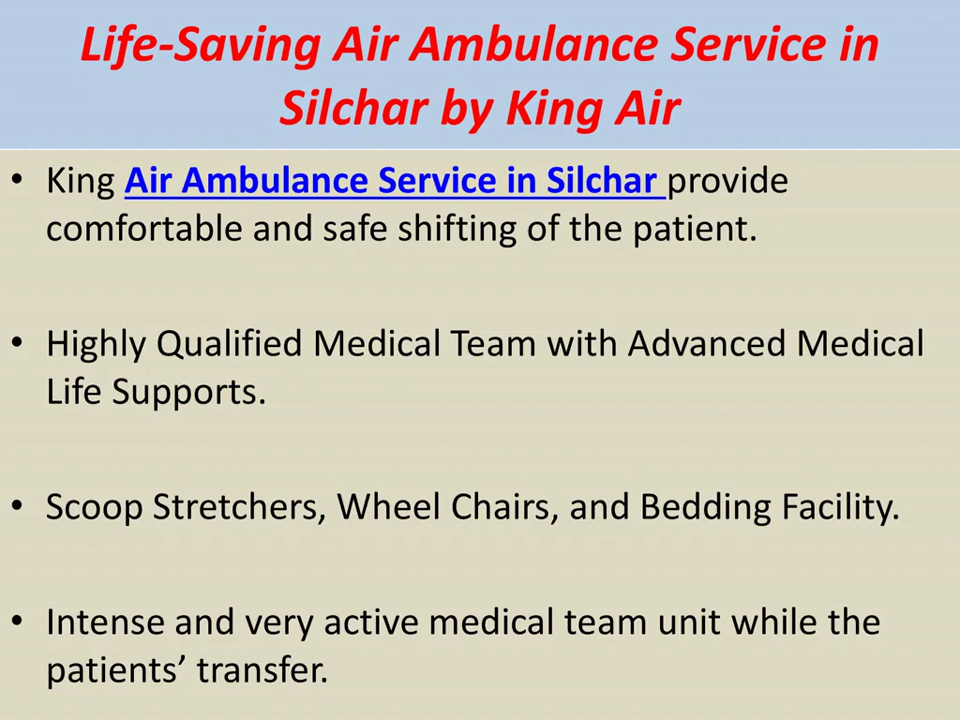 Life-Saving Air Ambulance Service in
Silchar by King Air
• King Air Ambulance Service in Silchar provide
comfortable and safe shifting of the patient.
• Highly Qualified Medical Team with Advanced Medical
Life Supports.
• Scoop Stretchers, Wheel Chairs, and Bedding Facility.
• Intense and very active medical team unit while the
patients’ transfer.